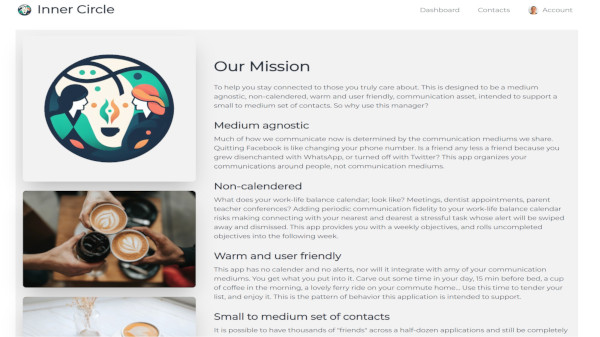 Inner Circle
Dashboard
Contacts
Account
Our Mission
To help you stay connected to those you truly care about. This is designed to be a medium
agnostic, non-calendered, warm and user friendly, communication asset, intended to support a
small to medium set of contacts. So why use this manager?
Medium agnostic
Much of how we communicate now is determined by the communication mediums we share.
Quitting Facebook is like changing your phone number. Is a friend any less a friend because you
grew disenchanted with WhatsApp, or turned off with Twitter? This app organizes your
communications around people, not communication mediums.
Non-calendered
What does your work-life balance calendar, look like? Meetings, dentist appointments, parent
teacher conferences? Adding periodic communication fidelity to your work-life balance calendar
risks making connecting with your nearest and dearest a stressful task whose alert will be swiped
away and dismissed. This app provides you with a weekly objectives, and rolls uncompleted
objectives into the following week.
Warm and user friendly
This app has no calender and no alerts, nor will it integrate with amy of your communication
mediums. You get what you put into it. Carve out some time in your day, 15 min before bed, a cup
of coffee in the morning, a lovely ferry ride on your commute home... Use this time to tender your
list, and enjoy it. This is the pattern of behavior this application is intended to support.
Small to medium set of contacts
It is possible to have thousands of "friends" across a half-dozen applications and still be completely